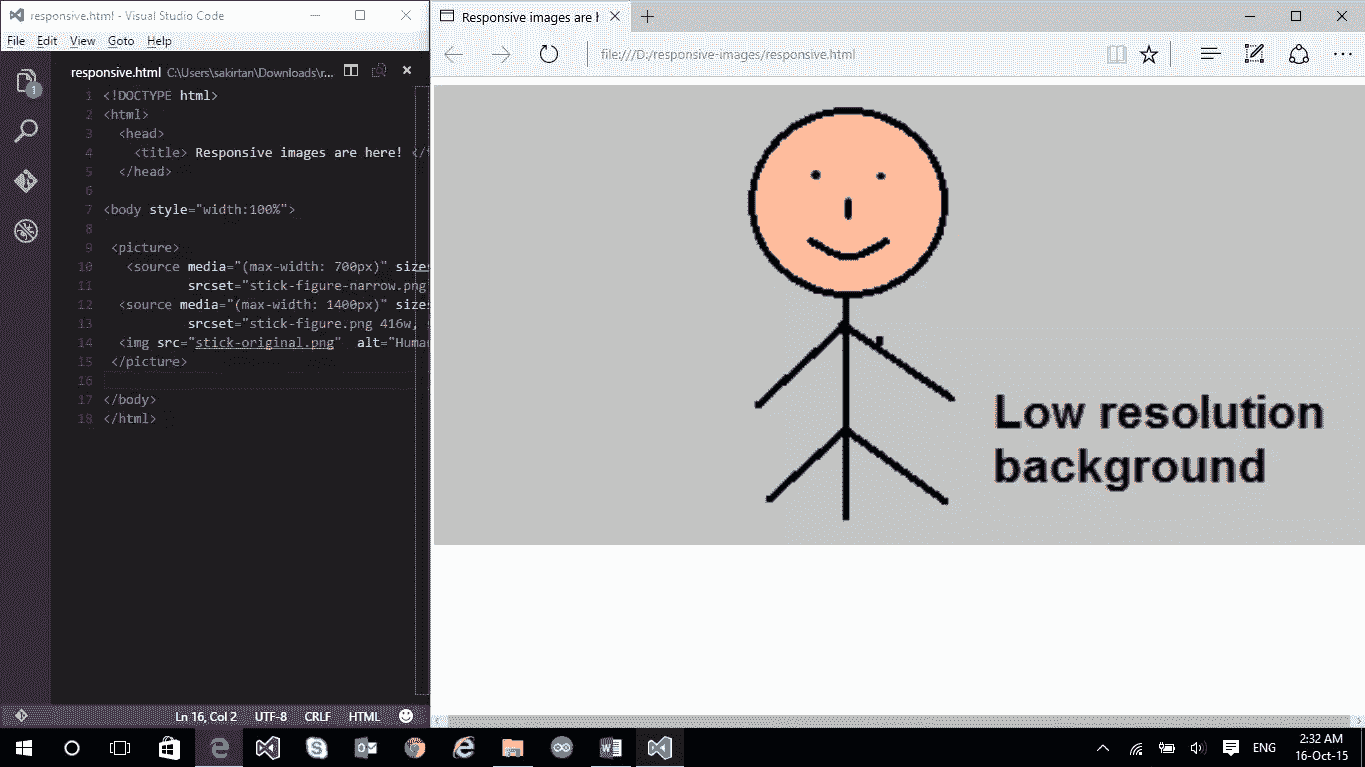 responsive.html - Visual Studio Code
File Edit View Goto Help
responsive.html C:\Users\sakirtan\Downloads\r...
1
1 <!DOCTYPE html>
2 <html>
3 <head>
4 <title> Responsive images are here! </
5 </head>
6
7 <body style="width:100%">
8
9 <picture>
10 <source media="(max-width: 700px)" sizes
11 srcset="stick-figure-narrow.png
12 <source media="(max-width: 1400px)" sizes
13 srcset="stick-figure.png 416w,
14 <img src="stick-original.png" alt="Huma
15 </picture>
16
17 </body>
18 </html>
Ln 16, Col 2 UTF-8 CRLF HTML
Responsive images are h
file:///D:/responsive-images/responsive.html
Low resolution
background
ENG
2:32 AM
16-Oct-15